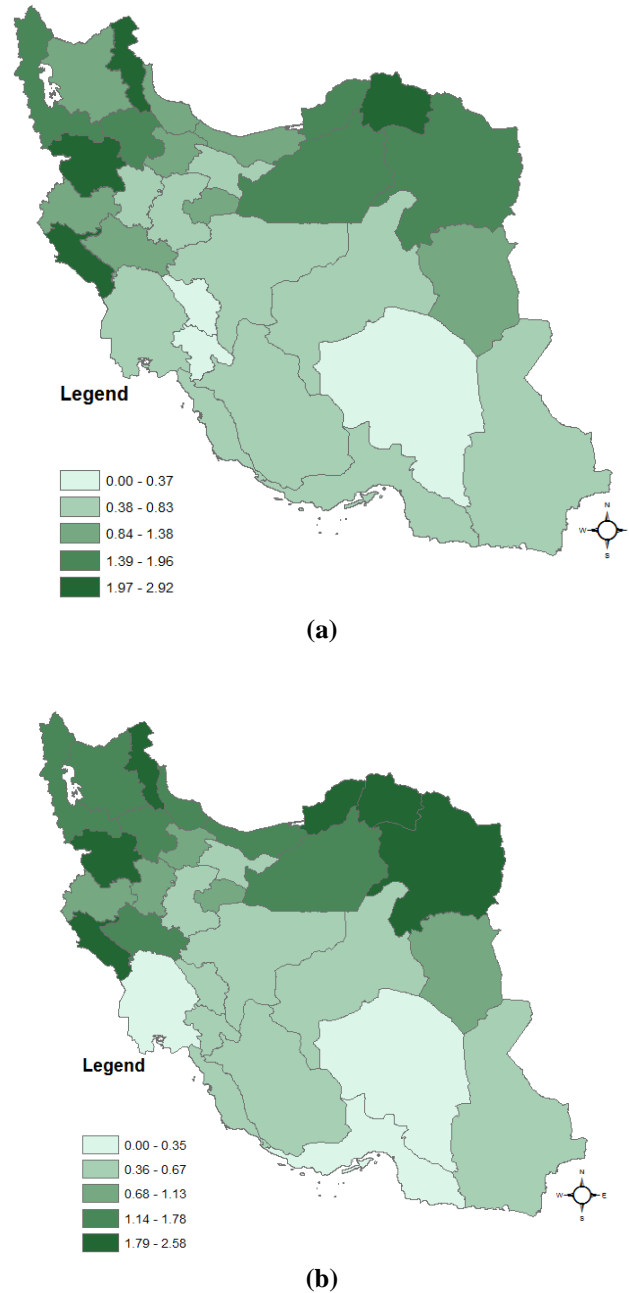 Legend
0.00 - 0.37
0.38 - 0.83
0.84 - 1.38
1.39 - 1.96
1.97 - 2.92
N
W
S
(a)
Legend
0.00 - 0.35
0.36 - 0.67
0.68 - 1.13
1.14 - 1.78
1.79 - 2.58
N
W E
S
(b)